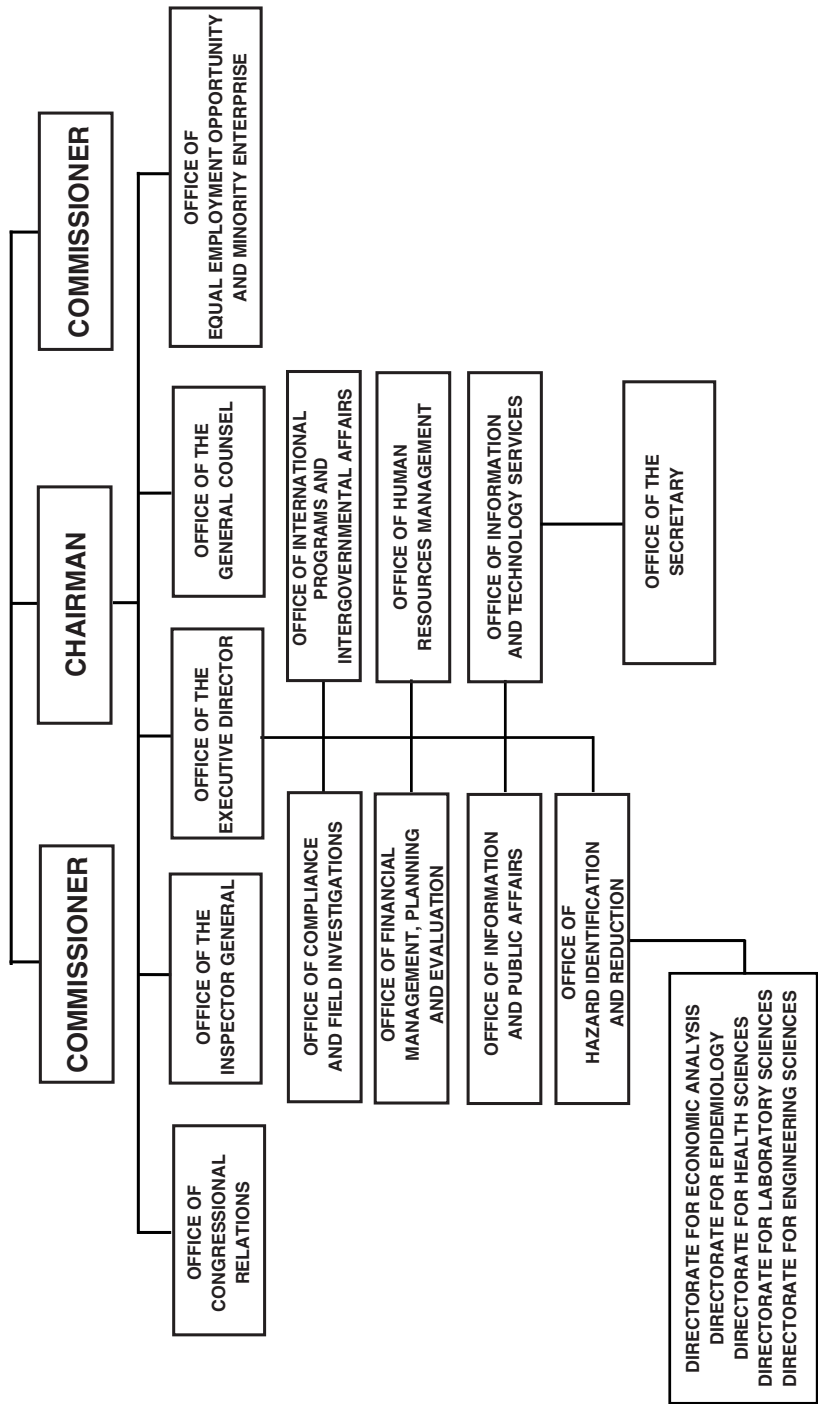 COMMISSIONER
CHAIRMAN
COMMISSIONER
OFFICE OF
CONGRESSIONAL
RELATIONS
OFFICE OF THE
INSPECTOR GENERAL
OFFICE OF THE
EXECUTIVE DIRECTOR
OFFICE OF THE
GENERAL COUNSEL
OFFICE OF
EQUAL EMPLOYMENT OPPORTUNITY
AND MINORITY ENTERPRISE
OFFICE OF COMPLIANCE
AND FIELD INVESTIGATIONS
OFFICE OF INTERNATIONAL
PROGRAMS AND
INTERGOVERNMENTAL AFFAIRS
OFFICE OF FINANCIAL
MANAGEMENT, PLANNING
AND EVALUATION
OFFICE OF HUMAN
RESOURCES MANAGEMENT
OFFICE OF INFORMATION
AND PUBLIC AFFAIRS
OFFICE OF INFORMATION
AND TECHNOLOGY SERVICES
OFFICE OF
HAZARD IDENTIFICATION
AND REDUCTION
OFFICE OF THE
SECRETARY
DIRECTORATE FOR ECONOMIC ANALYSIS
DIRECTORATE FOR EPIDEMIOLOGY
DIRECTORATE FOR HEALTH SCIENCES
DIRECTORATE FOR LABORATORY SCIENCES
DIRECTORATE FOR ENGINEERING SCIENCES